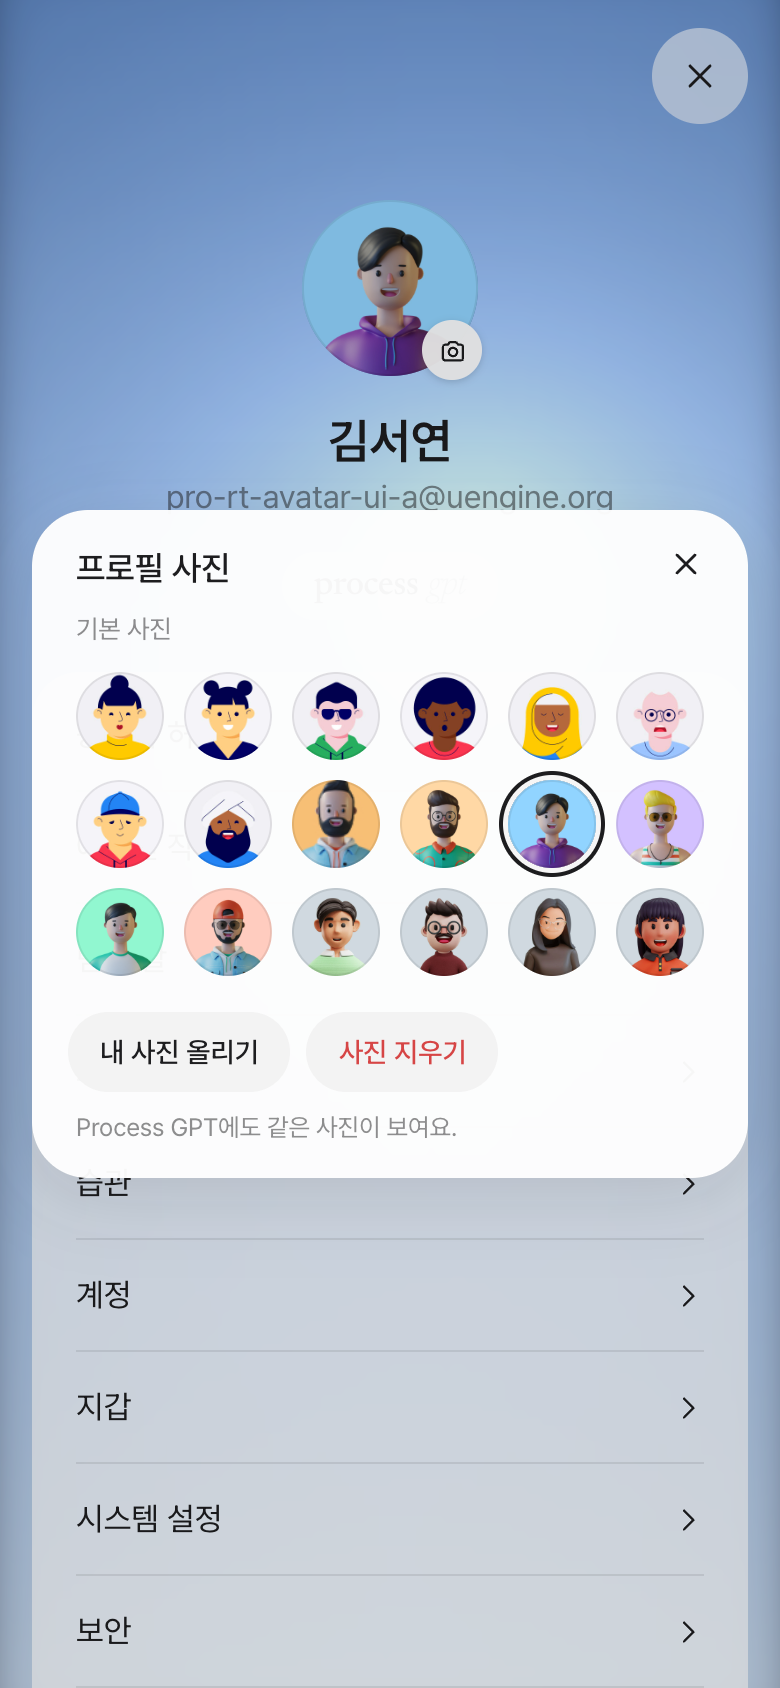 김서연
pro-rt-avatar-ui-a@uengine.org
프로필 사진
process gpt
기본 사진
내 사진 올리기
사진 지우기
Process GPT에도 같은 사진이 보여요.
습관
계정
지갑
시스템 설정
보안